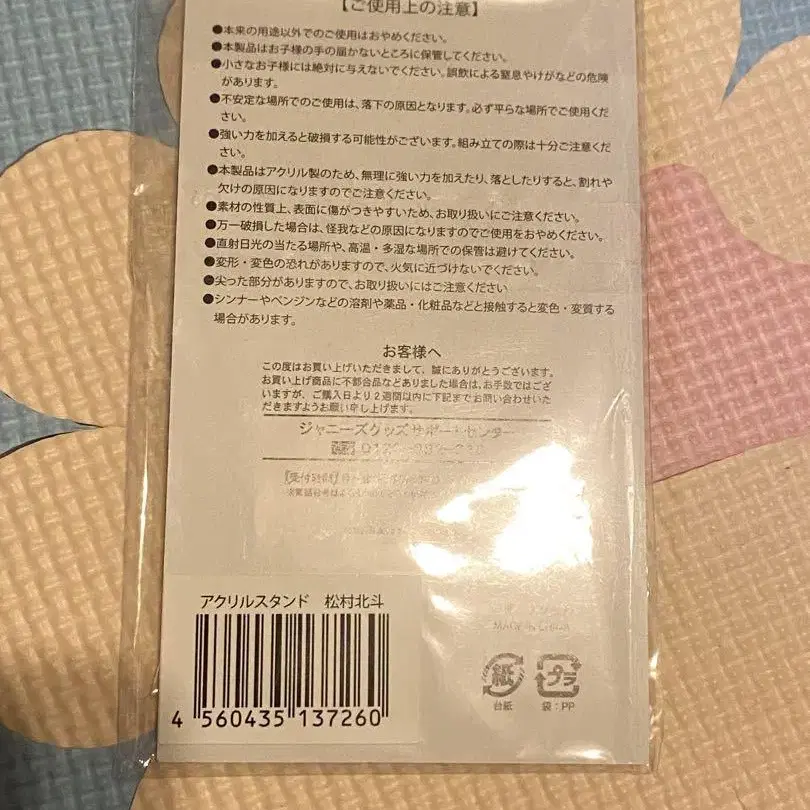 【ご使用上の注意】
●本来の用途以外でのご使用はおやめください。
●本製品はお子様の手の届かないところに保管してください。
●小さなお子様には絶対に与えないでください。誤飲による窒息やけがなどの危険
があります。
●不安定な場所でのご使用は、落下の原因となります。必ず平らな場所でご使用くだ
さい。
●強い力を加えると破損する可能性がございます。組み立ての際は十分ご注意くだ
さい。
●本製品はアクリル製のため、無理に強い力を加えたり、落としたりすると、割れや
欠けの原因になりますのでご注意ください。
●素材の性質上、表面に傷がつきやすいため、お取り扱いにご注意ください。
●万一破損した場合は、怪我などの原因になりますのでご使用をおやめください。
●直射日光の当たる場所や、高温・多湿な場所での保管は避けてください。
●変形・変色の恐れがありますので、火気に近づけないでください。
●尖った部分がありますので、お取り扱いにはご注意ください
●シンナーやベンジンなどの溶剤や薬品・化粧品などと接触すると変色・変質する
場合があります。
お客様へ
この度はお買い上げいただきまして、誠にありがとうございます。
お買い上げ商品に不都合品などありました場合は、お手数ではござ
いますが、ご購入日より2週間以内に下記までお問い合わせいた
だきますようお願い申し上げます。
ジャニーズグッズサポートセンター
【受付時間】
MADE IN CHINA
アクリルスタンド 松村北斗
4 560435 137260
紙 プラ
台紙 袋:PP